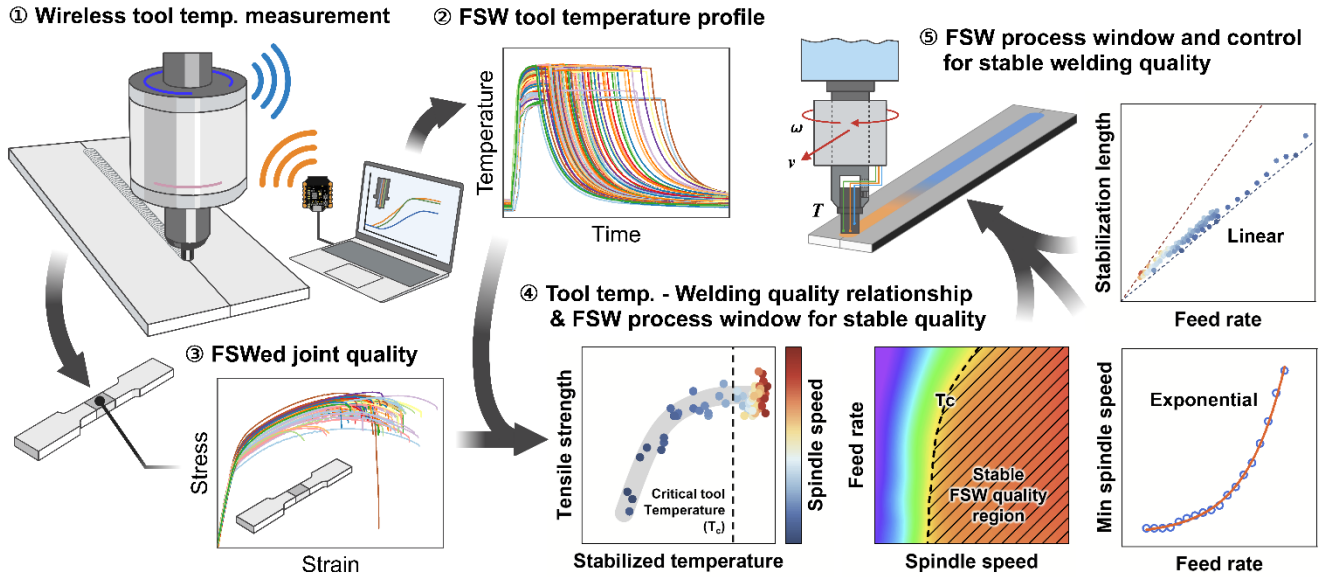 ① Wireless tool temp. measurement
② FSW tool temperature profile
Temperature
Time
③ FSWed joint quality
Stress
Strain
④ Tool temp. - Welding quality relationship
& FSW process window for stable quality
Tensile strength
Critical tool
Temperature
(Tc)
Stabilized temperature
Spindle speed
Feed rate
Tc
Stable
FSW quality
region
Spindle speed
⑤ FSW process window and control
for stable welding quality
ω
v
T
Stabilization length
Linear
Feed rate
Min spindle speed
Exponential
Feed rate